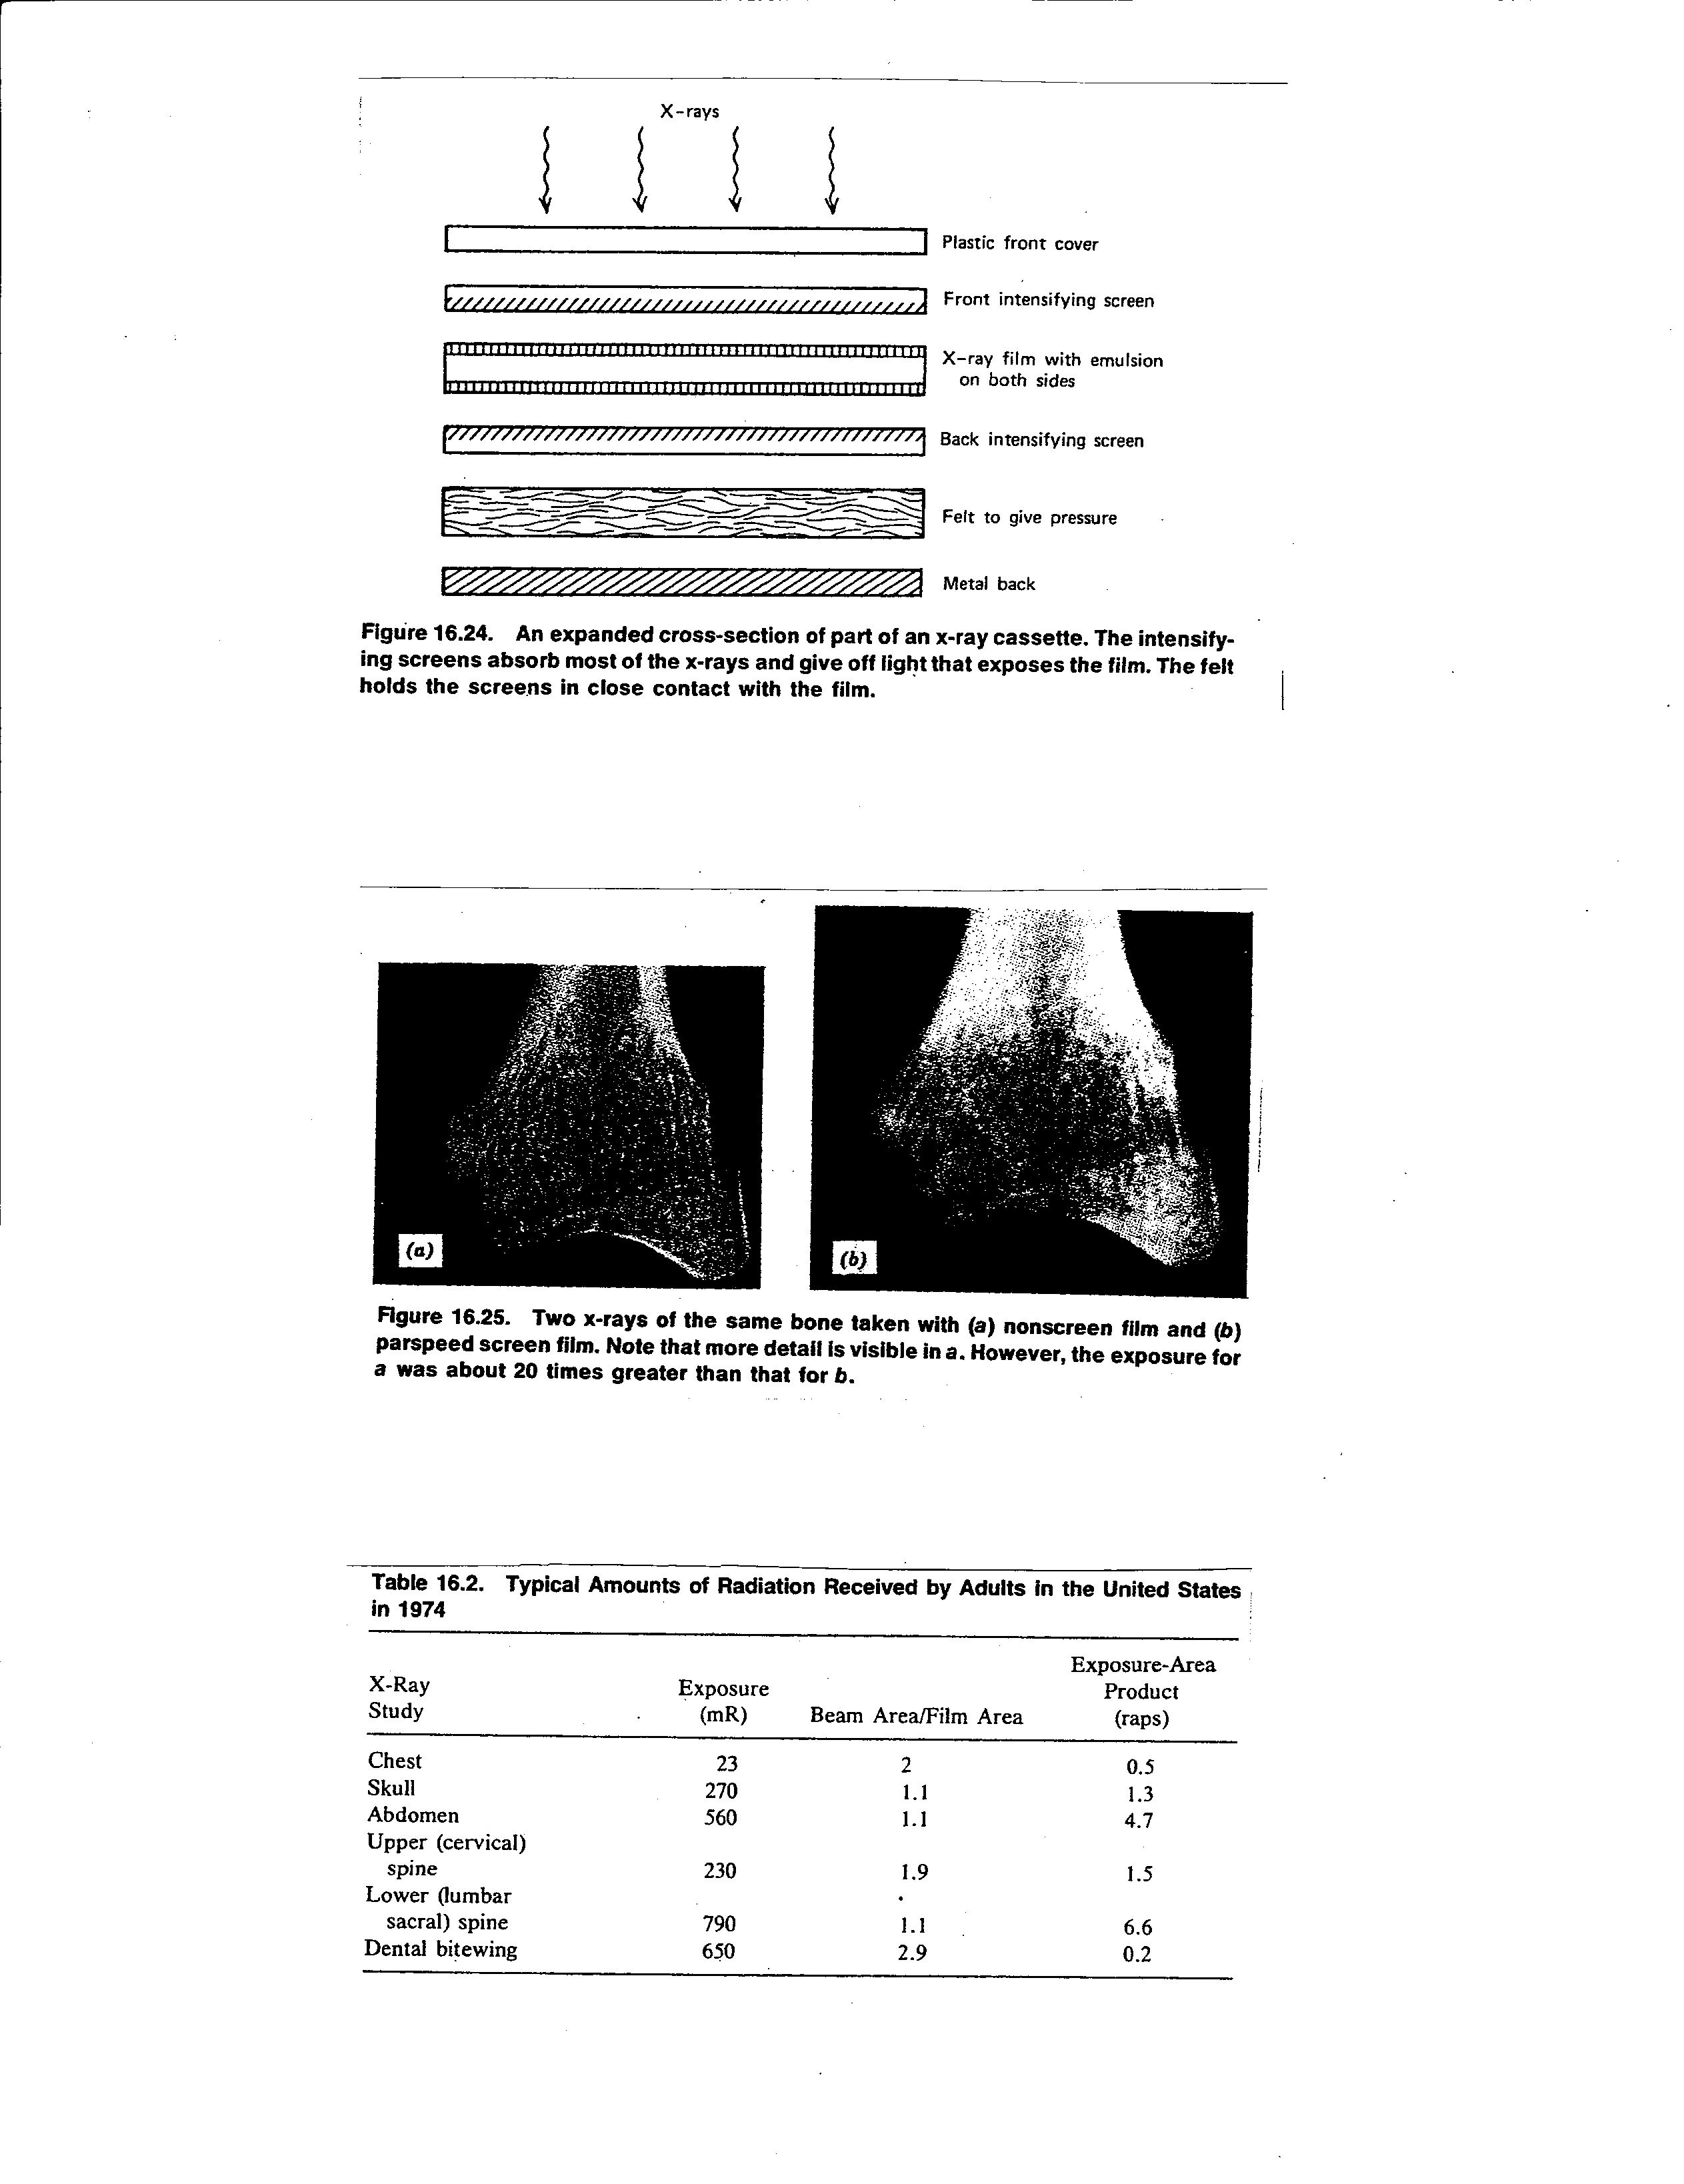 X-rays
Plastic front cover
Front intensifying screen
X-ray film with emulsion
on both sides
Back intensifying screen
Felt to give pressure
Metal back
Figure 16.24. An expanded cross-section of part of an x-ray cassette. The intensify-
ing screens absorb most of the x-rays and give off light that exposes the film. The felt
holds the screens in close contact with the film.
(a)
(b)
Figure 16.25. Two x-rays of the same bone taken with (a) nonscreen film and (b)
parspeed screen film. Note that more detail is visible in a. However, the exposure for
a was about 20 times greater than that for b.
Table 16.2. Typical Amounts of Radiation Received by Adults in the United States
in 1974
X-Ray
Study
Exposure
(mR)
Beam Area/Film Area
Exposure-Area
Product
(raps)
Chest 23 2 0.5
Skull 270 1.1 1.3
Abdomen 560 1.1 4.7
Upper (cervical)
spine 230 1.9 1.5
Lower (lumbar
sacral) spine 790 1.1 6.6
Dental bitewing 650 2.9 0.2